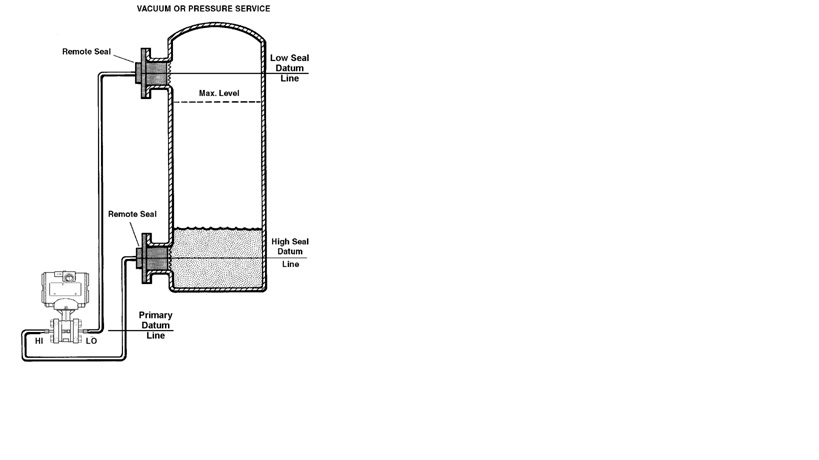 VACUUM OR PRESSURE SERVICE
Remote Seal
Low Seal
Datum
Line
Max. Level
Remote Seal
High Seal
Datum
Line
Primary
Datum
Line
HI
LO